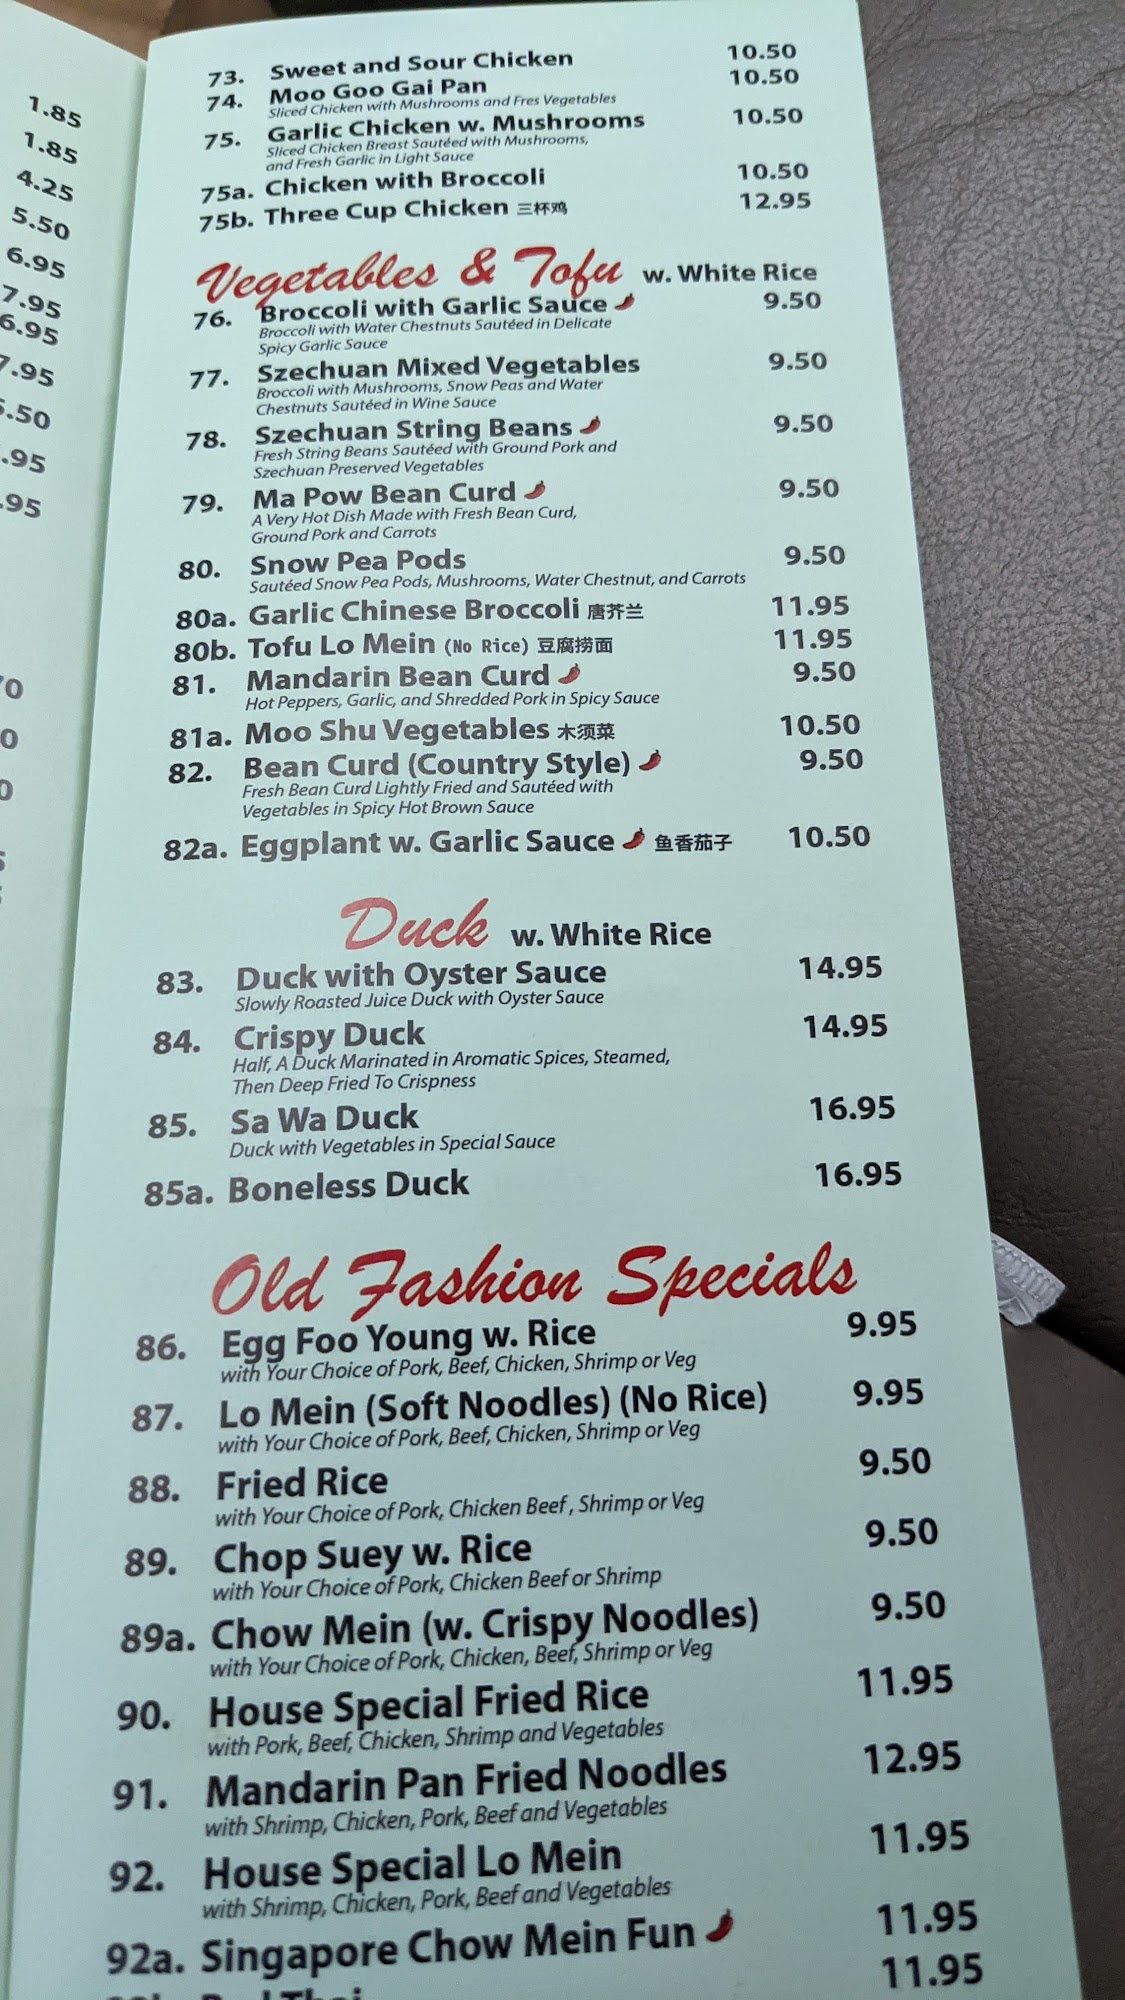 1.85
1.85
4.25
5.50
6.95
7.95
6.95
7.95
.50
.95
.95
73. Sweet and Sour Chicken 10.50
74. Moo Goo Gai Pan 10.50
Sliced Chicken with Mushrooms and Fres Vegetables
75. Garlic Chicken w. Mushrooms 10.50
Sliced Chicken Breast Sautéed with Mushrooms,
and Fresh Garlic in Light Sauce
75a. Chicken with Broccoli 10.50
75b. Three Cup Chicken 三杯鸡 12.95
Vegetables & Tofu w. White Rice
76. Broccoli with Garlic Sauce 9.50
Broccoli with Water Chestnuts Sautéed in Delicate
Spicy Garlic Sauce
77. Szechuan Mixed Vegetables 9.50
Broccoli with Mushrooms, Snow Peas and Water
Chestnuts Sautéed in Wine Sauce
78. Szechuan String Beans 9.50
Fresh String Beans Sautéed with Ground Pork and
Szechuan Preserved Vegetables
79. Ma Pow Bean Curd 9.50
A Very Hot Dish Made with Fresh Bean Curd,
Ground Pork and Carrots
80. Snow Pea Pods 9.50
Sautéed Snow Pea Pods, Mushrooms, Water Chestnut, and Carrots
80a. Garlic Chinese Broccoli 唐芥兰 11.95
80b. Tofu Lo Mein (No Rice) 豆腐捞面 11.95
81. Mandarin Bean Curd 9.50
Hot Peppers, Garlic, and Shredded Pork in Spicy Sauce
81a. Moo Shu Vegetables 木须菜 10.50
82. Bean Curd (Country Style) 9.50
Fresh Bean Curd Lightly Fried and Sautéed with
Vegetables in Spicy Hot Brown Sauce
82a. Eggplant w. Garlic Sauce 鱼香茄子 10.50
Duck w. White Rice
83. Duck with Oyster Sauce 14.95
Slowly Roasted Juice Duck with Oyster Sauce
84. Crispy Duck 14.95
Half, A Duck Marinated in Aromatic Spices, Steamed,
Then Deep Fried To Crispness
85. Sa Wa Duck 16.95
Duck with Vegetables in Special Sauce
85a. Boneless Duck 16.95
Old Fashion Specials
86. Egg Foo Young w. Rice 9.95
with Your Choice of Pork, Beef, Chicken, Shrimp or Veg
87. Lo Mein (Soft Noodles) (No Rice) 9.95
with Your Choice of Pork, Beef, Chicken, Shrimp or Veg
88. Fried Rice 9.50
with Your Choice of Pork, Chicken Beef, Shrimp or Veg
89. Chop Suey w. Rice 9.50
with Your Choice of Pork, Chicken Beef or Shrimp
89a. Chow Mein (w. Crispy Noodles) 9.50
with Your Choice of Pork, Chicken, Beef, Shrimp or Veg
90. House Special Fried Rice 11.95
with Pork, Beef, Chicken, Shrimp and Vegetables
91. Mandarin Pan Fried Noodles 12.95
with Shrimp, Chicken, Pork, Beef and Vegetables
92. House Special Lo Mein 11.95
with Shrimp, Chicken, Pork, Beef and Vegetables
92a. Singapore Chow Mein Fun 11.95
11.95